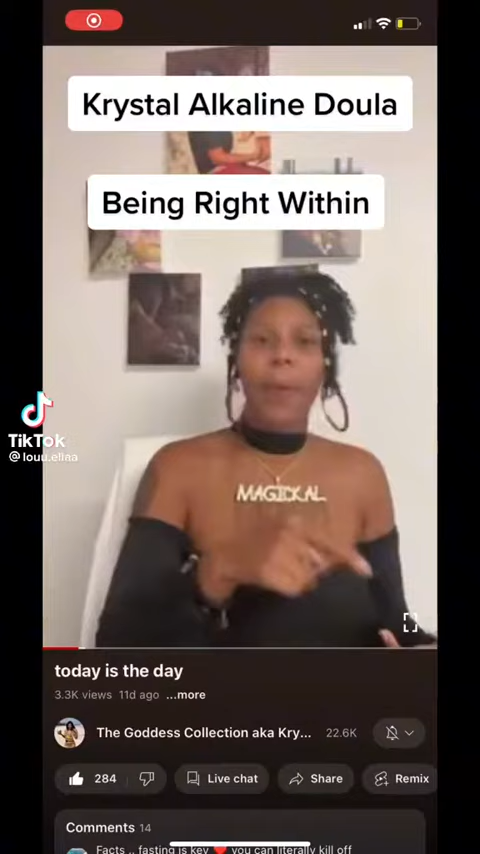 Krystal Alkaline Doula
Being Right Within
MAGICKAL
TikTok
@louu.ellaa
today is the day
3.3K views 11d ago ...more
The Goddess Collection aka Kry... 22.6K
284 Live chat Share Remix
Comments 14
Facts .. fasting is key ❤️ you can literally kill off